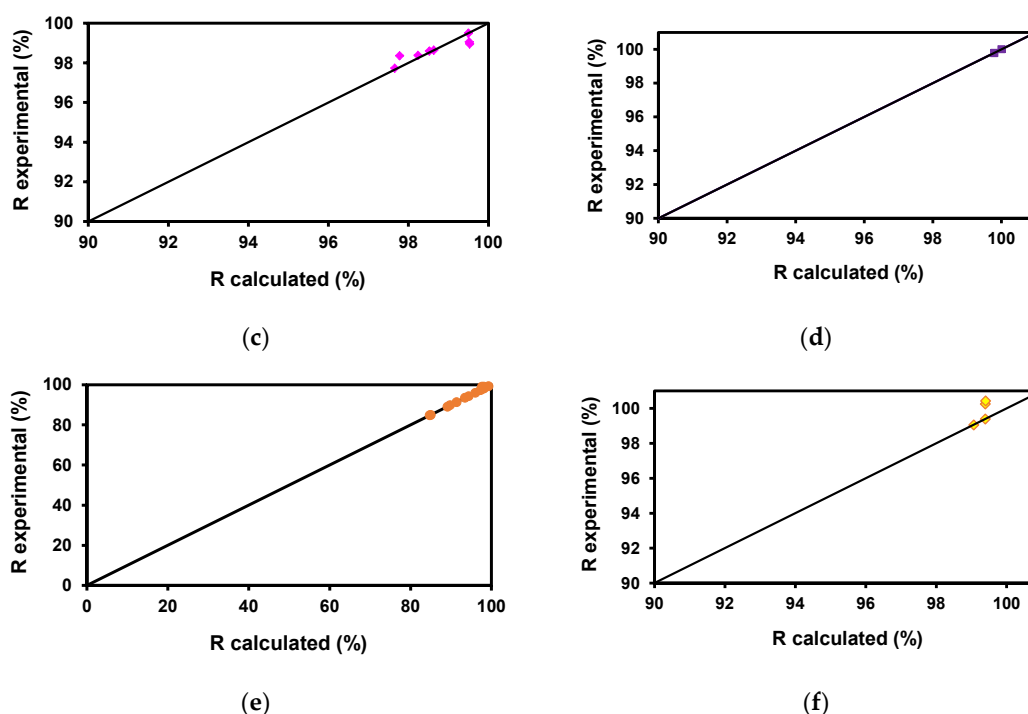 100
98
96
94
92
90
90 92 94 96 98 100
R experimental (%)
R calculated (%)
(c)
100
98
96
94
92
90
90 92 94 96 98 100
R experimental (%)
R calculated (%)
(d)
100
80
60
40
20
0
0 20 40 60 80 100
R experimental (%)
R calculated (%)
(e)
100
98
96
94
92
90
90 92 94 96 98 100
R experimental (%)
R calculated (%)
(f)